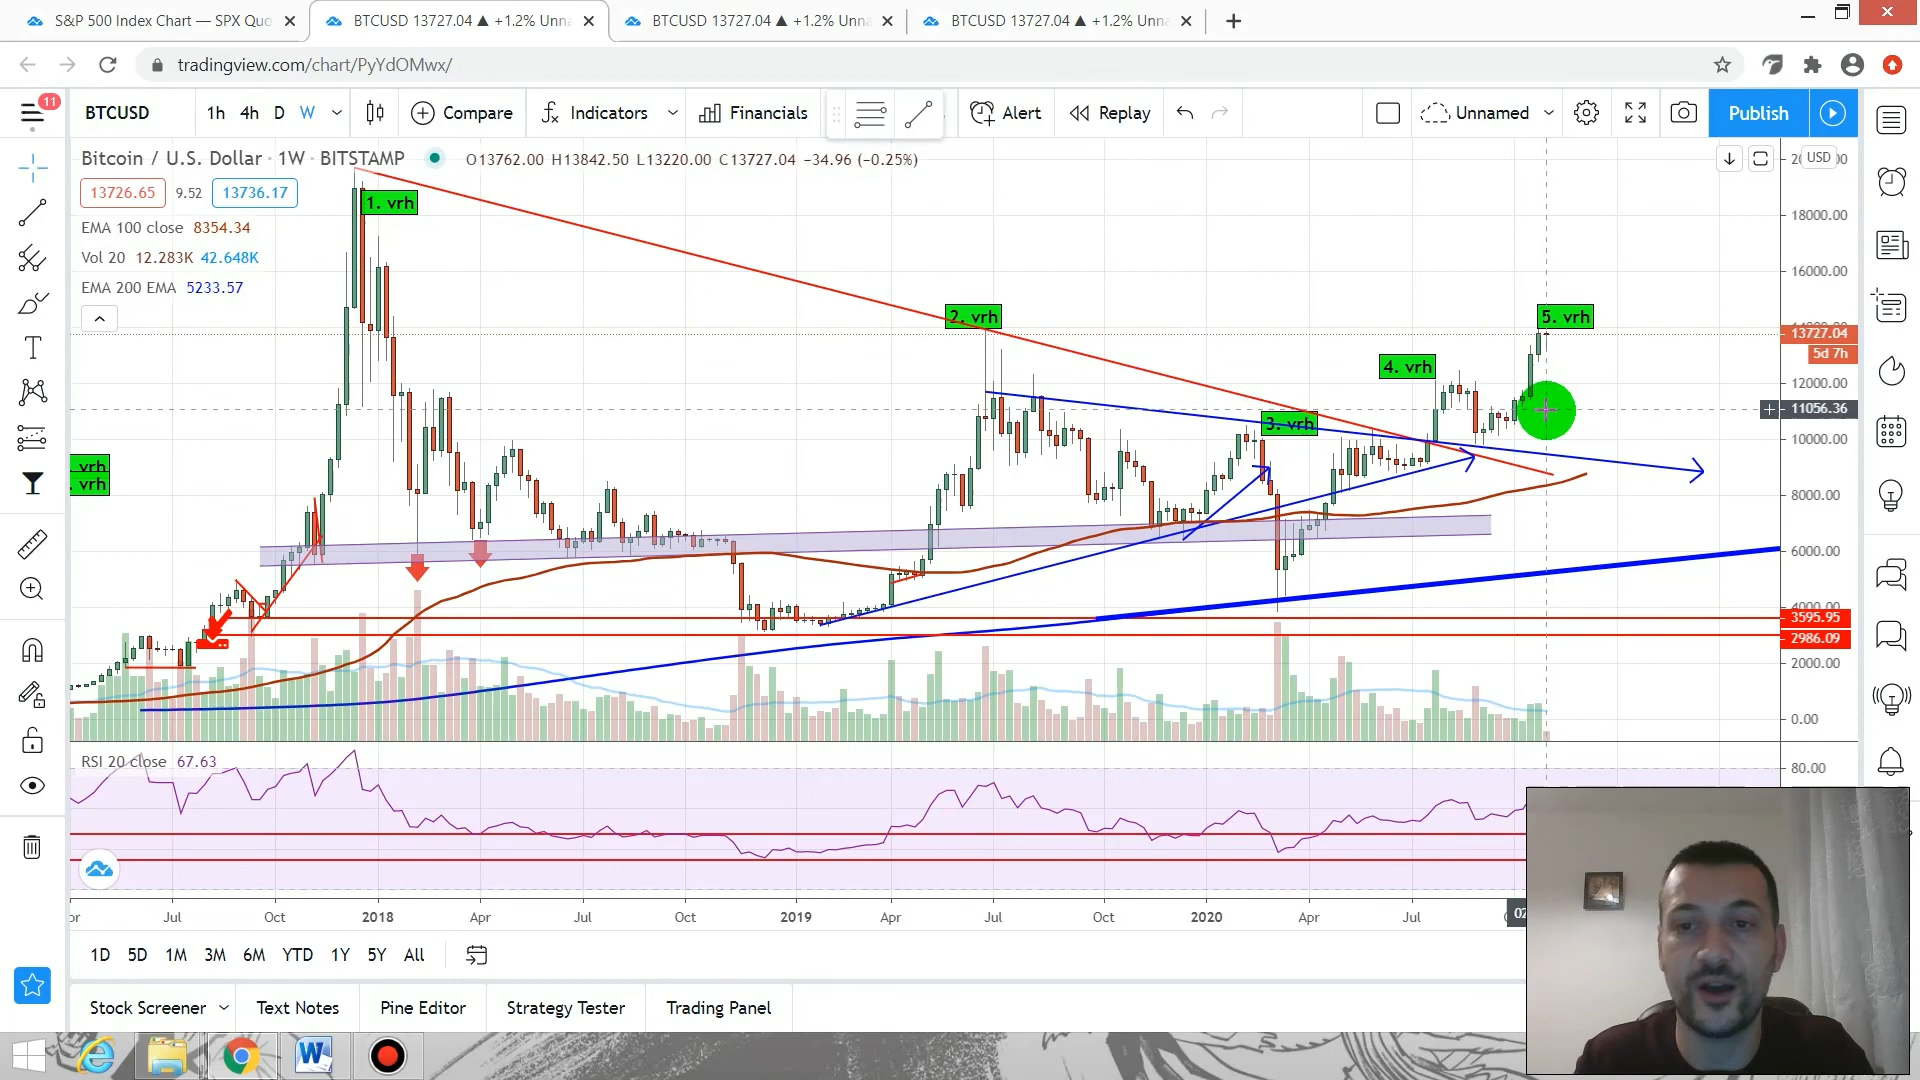 S&P 500 Index Chart — SPX Quo
BTCUSD 13727.04 ▲ +1.2% Unna
BTCUSD 13727.04 ▲ +1.2% Unna
BTCUSD 13727.04 ▲ +1.2% Unna
tradingview.com/chart/PyYdOMwx/
11
BTCUSD
1h 4h D W
Compare
Indicators
Financials
Alert
Replay
Unnamed
Publish
Bitcoin / U.S. Dollar · 1W · BITSTAMP
O13762.00 H13842.50 L13220.00 C13727.04 −34.96 (−0.25%)
USD
13726.65 9.52 13736.17
EMA 100 close 8354.34
Vol 20 12.283K 42.648K
EMA 200 EMA 5233.57
1. vrh
2. vrh
3. vrh
4. vrh
5. vrh
. vrh
. vrh
18000.00
16000.00
13727.04
5d 7h
12000.00
11056.36
10000.00
8000.00
6000.00
4000.00
3595.95
2986.09
2000.00
0.00
RSI 20 close 67.63
80.00
Jul Oct 2018 Apr Jul Oct 2019 Apr Jul Oct 2020 Apr Jul
02
1D 5D 1M 3M 6M YTD 1Y 5Y All
Stock Screener
Text Notes
Pine Editor
Strategy Tester
Trading Panel